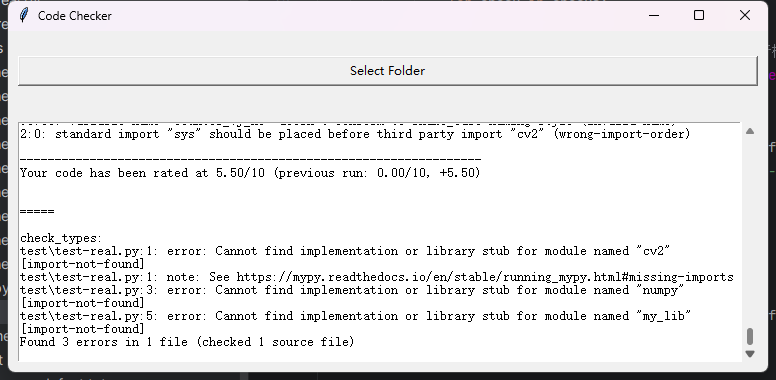 Code Checker
Select Folder
2:0: standard import "sys" should be placed before third party import "cv2" (wrong-import-order)
------------------------------------------------------------------
Your code has been rated at 5.50/10 (previous run: 0.00/10, +5.50)
=====
check_types:
test\test-real.py:1: error: Cannot find implementation or library stub for module named "cv2"
[import-not-found]
test\test-real.py:1: note: See https://mypy.readthedocs.io/en/stable/running_mypy.html#missing-imports
test\test-real.py:3: error: Cannot find implementation or library stub for module named "numpy"
[import-not-found]
test\test-real.py:5: error: Cannot find implementation or library stub for module named "my_lib"
[import-not-found]
Found 3 errors in 1 file (checked 1 source file)